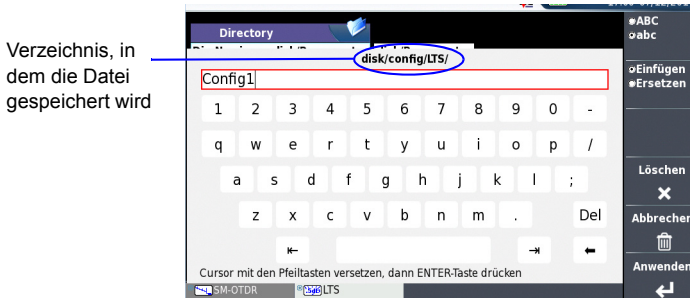 Verzeichnis, in
dem die Datei
gespeichert wird
Directory
disk/config/LTS/
Config1
1 2 3 4 5 6 7 8 9 0 -
q w e r t y u i o p /
a s d f g h j k l ;
z x c v b n m . Del
Cursor mit den Pfeiltasten versetzen, dann ENTER-Taste drücken
SM-OTDR
LTS
ABC
abc
Einfügen
Ersetzen
Löschen
Abbrechen
Anwenden